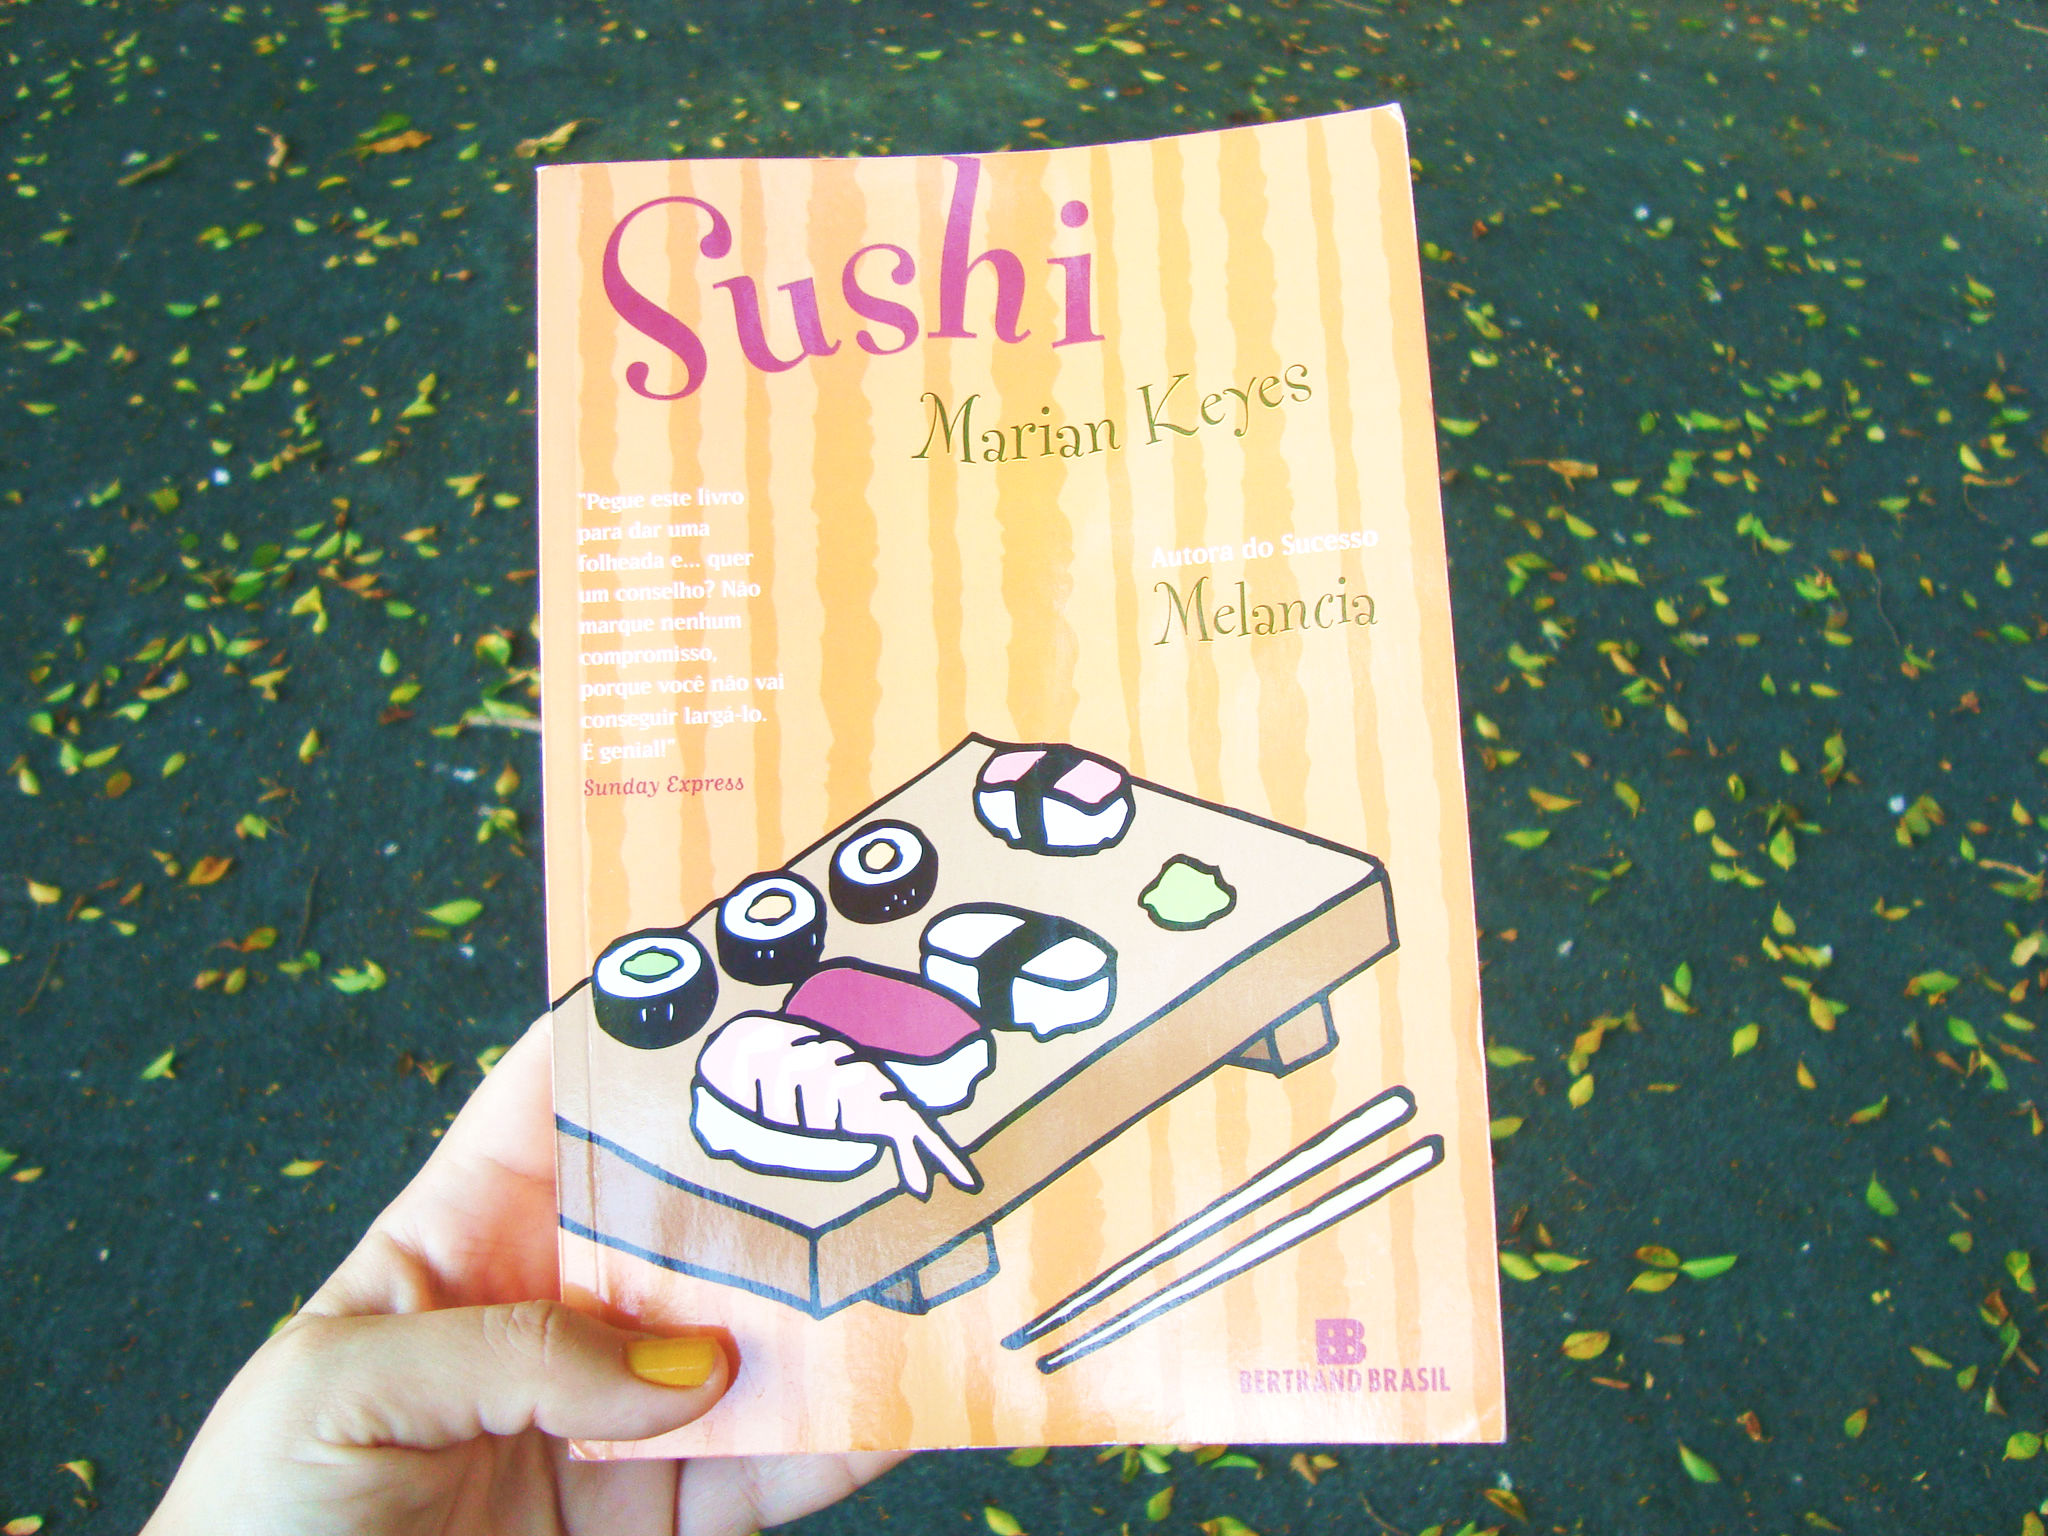 Sushi
Marian Keyes
"Pegue este livro
para dar uma
folheada e... quer
um conselho? Não
marque nenhum
compromisso,
porque você não vai
conseguir largá-lo.
É genial!"
Sunday Express
Autora do Sucesso
Melancia
BB
BERTRAND BRASIL